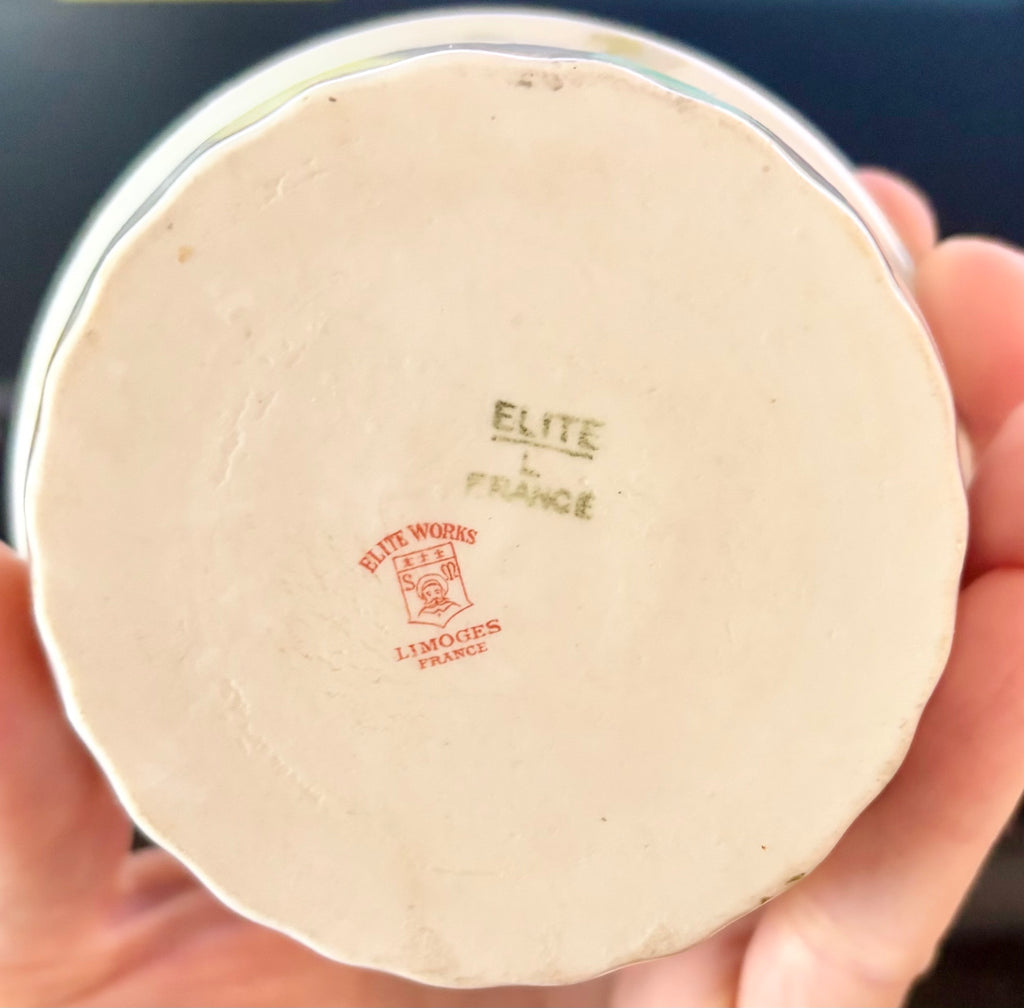 ELITE
L
FRANCE
ELITE WORKS
S M
LIMOGES
FRANCE